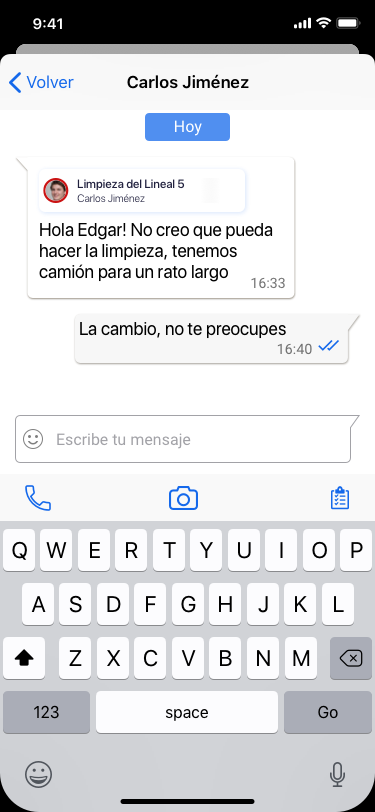 9:41
Volver
Carlos Jiménez
Hoy
Limpieza del Lineal 5
Carlos Jiménez
Hola Edgar! No creo que pueda
hacer la limpieza, tenemos
camión para un rato largo
16:33
La cambio, no te preocupes
16:40
Escribe tu mensaje
Q W E R T Y U I O P
A S D F G H J K L
Z X C V B N M
123 space Go